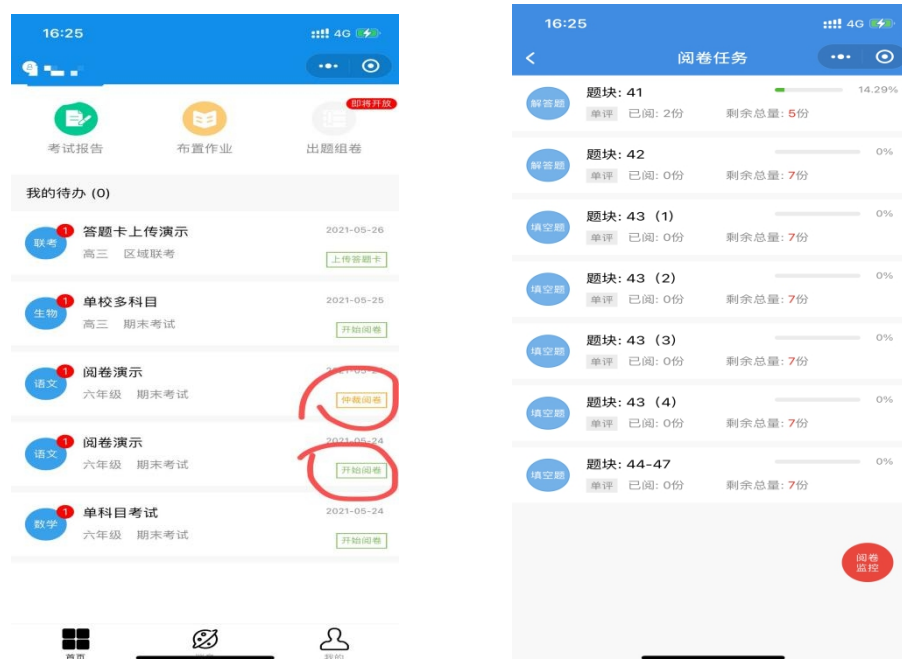 16:25
4G
即将开放
考试报告
布置作业
出题组卷
我的待办 (0)
联考
1
答题卡上传演示
2021-05-26
高三 区域联考
上传答题卡
生物
1
单校多科目
2021-05-25
高三 期末考试
开始阅卷
语文
1
阅卷演示
六年级 期末考试
仲裁阅卷
语文
1
阅卷演示
2021-05-24
六年级 期末考试
开始阅卷
数学
1
单科目考试
2021-05-24
六年级 期末考试
开始阅卷
首页
我的
16:25
4G
阅卷任务
解答题
题块: 41
14.29%
单评 已阅: 2份 剩余总量: 5份
解答题
题块: 42
0%
单评 已阅: 0份 剩余总量: 7份
填空题
题块: 43 (1)
0%
单评 已阅: 0份 剩余总量: 7份
填空题
题块: 43 (2)
0%
单评 已阅: 0份 剩余总量: 7份
填空题
题块: 43 (3)
0%
单评 已阅: 0份 剩余总量: 7份
填空题
题块: 43 (4)
0%
单评 已阅: 0份 剩余总量: 7份
填空题
题块: 44-47
0%
单评 已阅: 0份 剩余总量: 7份
阅卷
监控